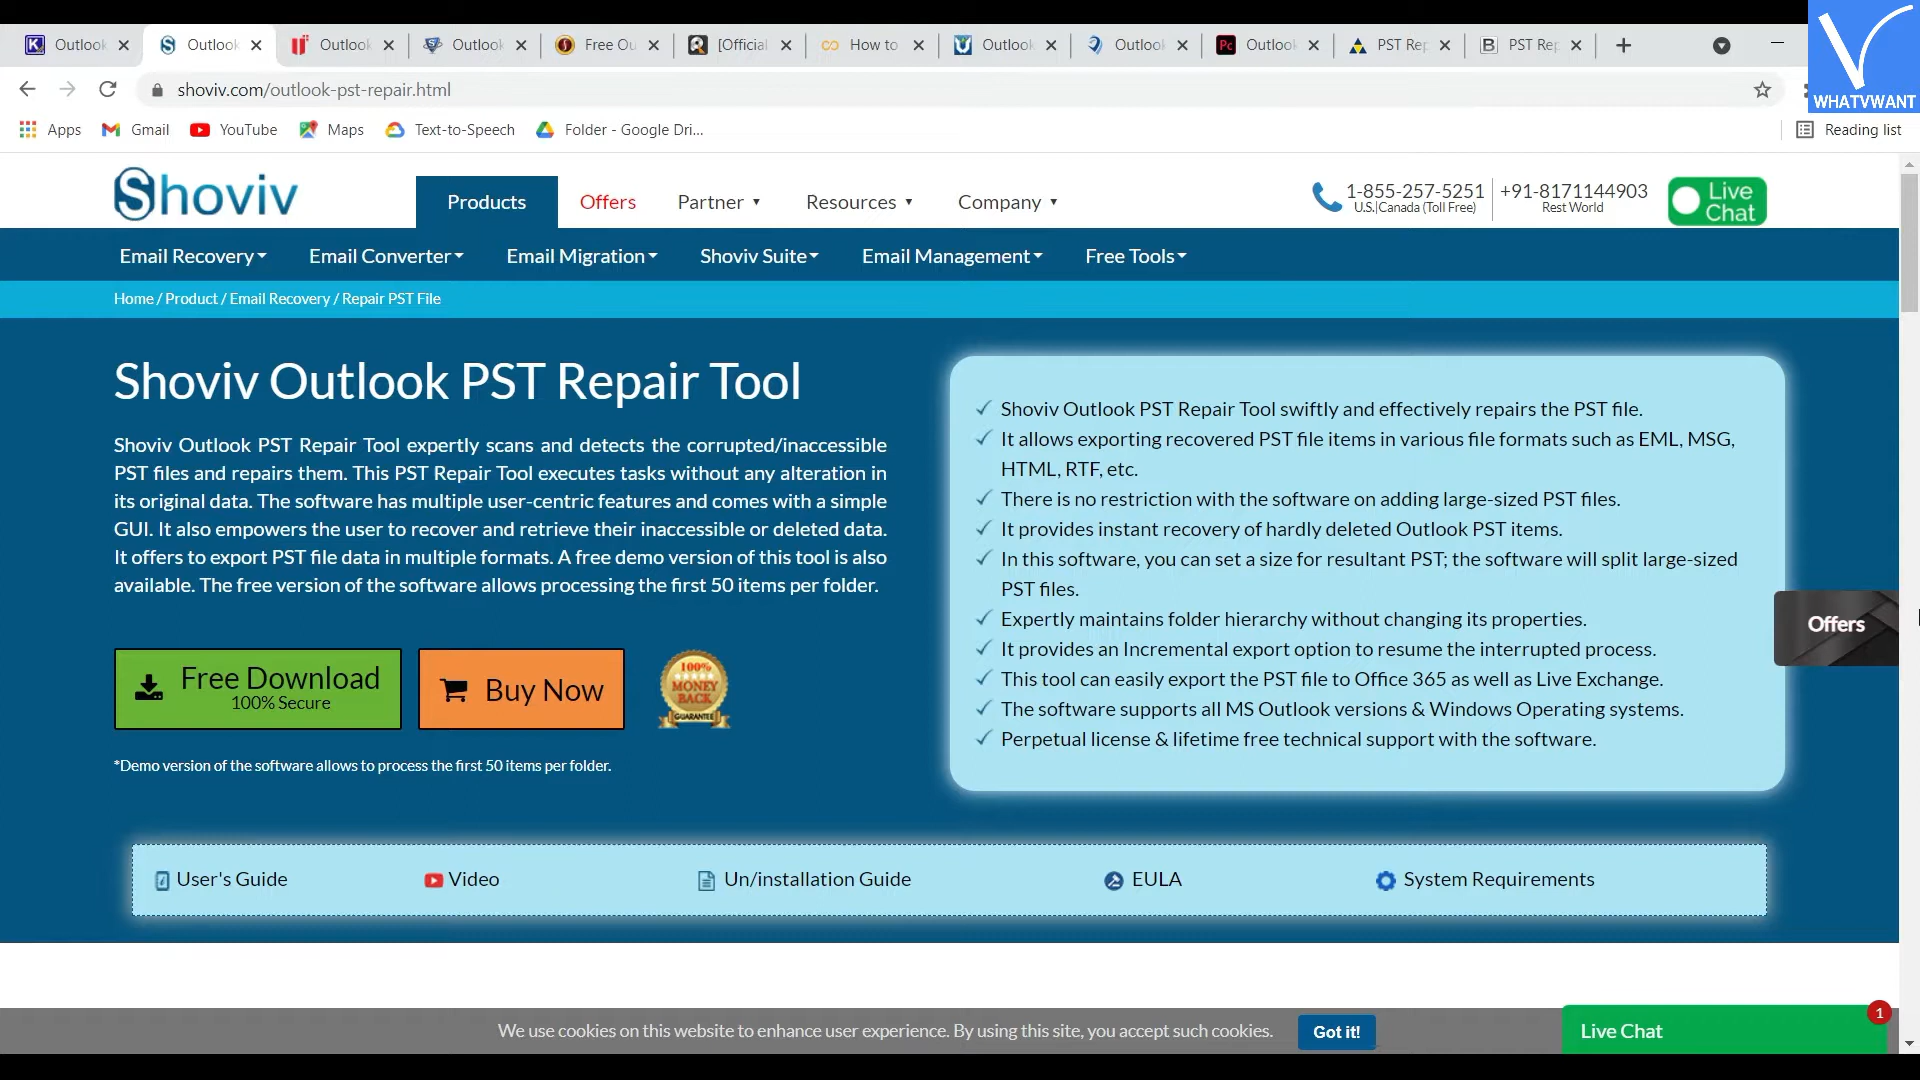 Outlook
Outlook
Outlook
Outlook
Free Ou
[Official
How to
Outlook
Outlook
Outlook
PST Rep
PST Rep
WHATVWANT
shoviv.com/outlook-pst-repair.html
Apps
Gmail
YouTube
Maps
Text-to-Speech
Folder - Google Dri...
Reading list
Shoviv
Products
Offers
Partner
Resources
Company
1-855-257-5251
U.S.|Canada (Toll Free)
+91-8171144903
Rest World
Live
Chat
Email Recovery
Email Converter
Email Migration
Shoviv Suite
Email Management
Free Tools
Home / Product / Email Recovery / Repair PST File
Shoviv Outlook PST Repair Tool
Shoviv Outlook PST Repair Tool expertly scans and detects the corrupted/inaccessible
PST files and repairs them. This PST Repair Tool executes tasks without any alteration in
its original data. The software has multiple user-centric features and comes with a simple
GUI. It also empowers the user to recover and retrieve their inaccessible or deleted data.
It offers to export PST file data in multiple formats. A free demo version of this tool is also
available. The free version of the software allows processing the first 50 items per folder.
Free Download
100% Secure
Buy Now
100%
MONEY
BACK
GUARANTEE
*Demo version of the software allows to process the first 50 items per folder.
Shoviv Outlook PST Repair Tool swiftly and effectively repairs the PST file.
It allows exporting recovered PST file items in various file formats such as EML, MSG,
HTML, RTF, etc.
There is no restriction with the software on adding large-sized PST files.
It provides instant recovery of hardly deleted Outlook PST items.
In this software, you can set a size for resultant PST; the software will split large-sized
PST files.
Expertly maintains folder hierarchy without changing its properties.
It provides an Incremental export option to resume the interrupted process.
This tool can easily export the PST file to Office 365 as well as Live Exchange.
The software supports all MS Outlook versions & Windows Operating systems.
Perpetual license & lifetime free technical support with the software.
Offers
User's Guide
Video
Un/installation Guide
EULA
System Requirements
We use cookies on this website to enhance user experience. By using this site, you accept such cookies.
Got it!
Live Chat
1